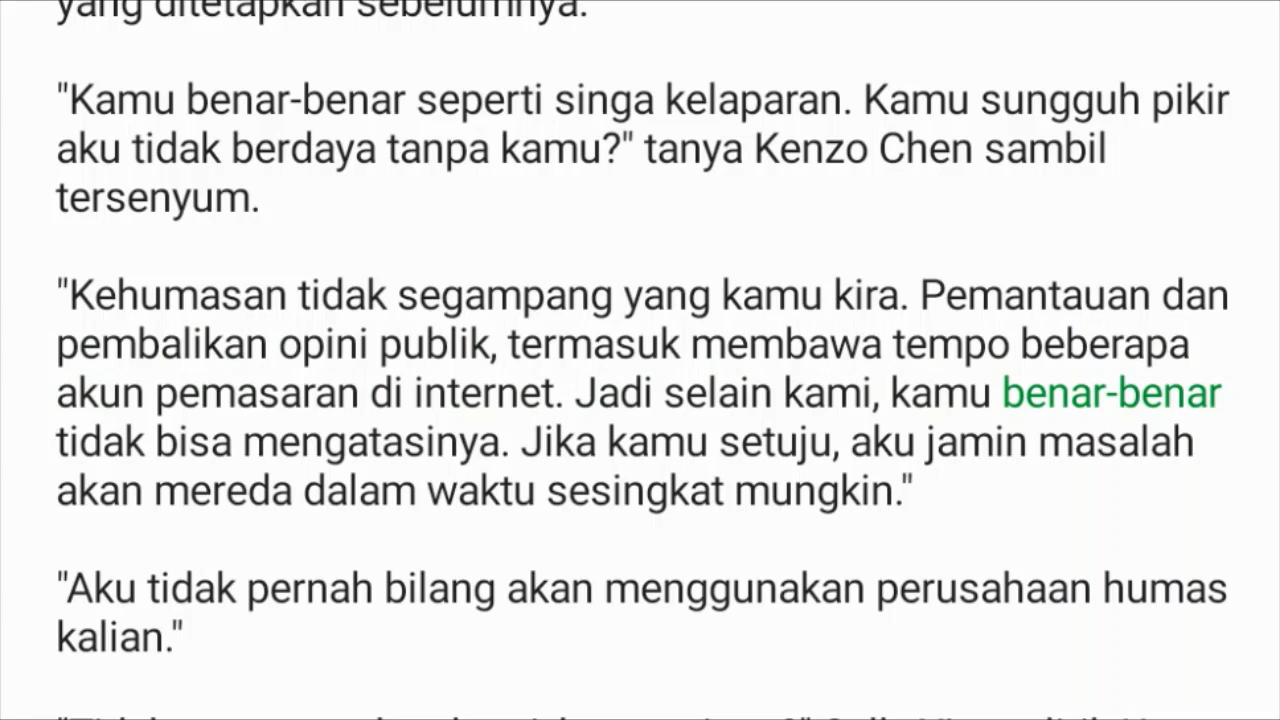 yang ditetapkan sebelumnya.
"Kamu benar-benar seperti singa kelaparan. Kamu sungguh pikir
aku tidak berdaya tanpa kamu?" tanya Kenzo Chen sambil
tersenyum.
"Kehumasan tidak segampang yang kamu kira. Pemantauan dan
pembalikan opini publik, termasuk membawa tempo beberapa
akun pemasaran di internet. Jadi selain kami, kamu benar-benar
tidak bisa mengatasinya. Jika kamu setuju, aku jamin masalah
akan mereda dalam waktu sesingkat mungkin."
"Aku tidak pernah bilang akan menggunakan perusahaan humas
kalian."